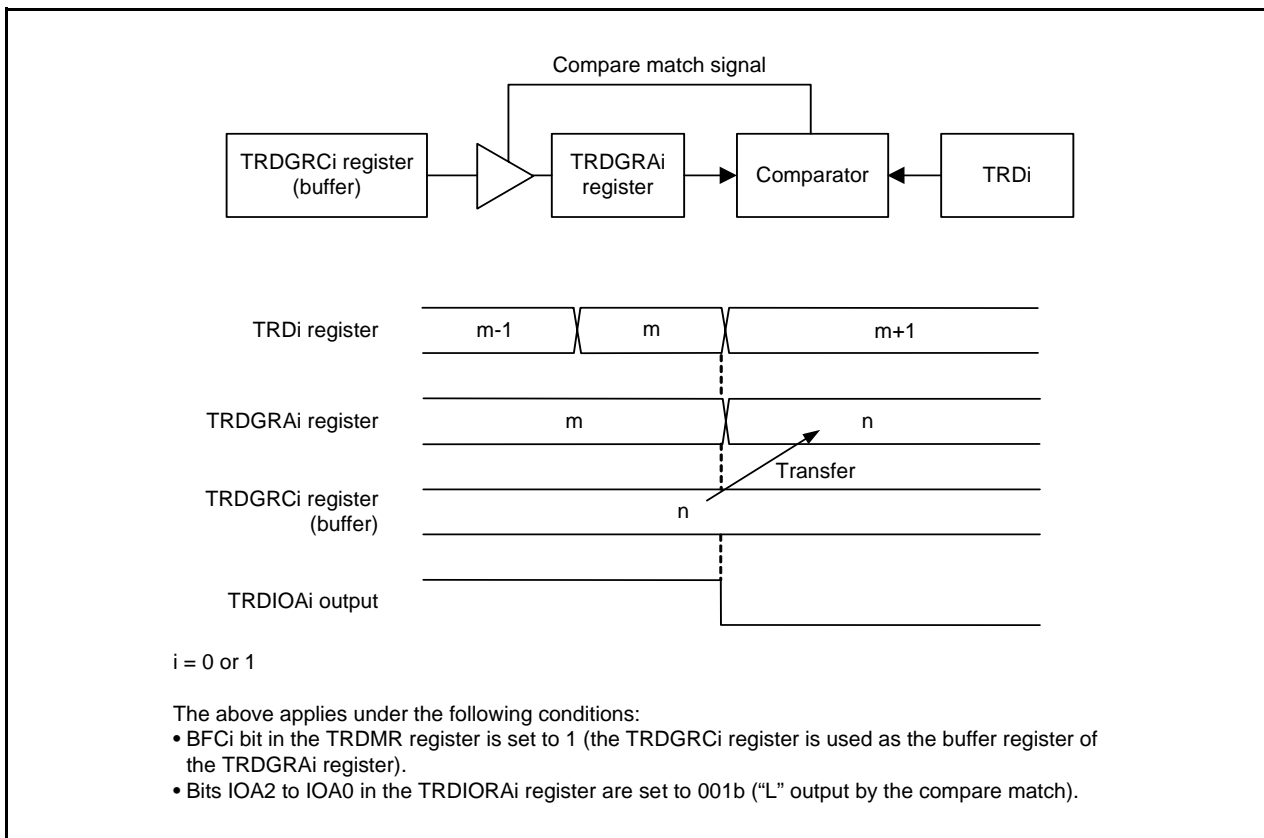 Compare match signal
TRDGRCi register
(buffer)
TRDGRAi
register
Comparator
TRDi
TRDi register
m-1
m
m+1
TRDGRAi register
m
n
Transfer
TRDGRCi register
(buffer)
n
TRDIOAi output
i = 0 or 1
The above applies under the following conditions:
• BFCi bit in the TRDMR register is set to 1 (the TRDGRCi register is used as the buffer register of
the TRDGRAi register).
• Bits IOA2 to IOA0 in the TRDIORAi register are set to 001b (“L” output by the compare match).